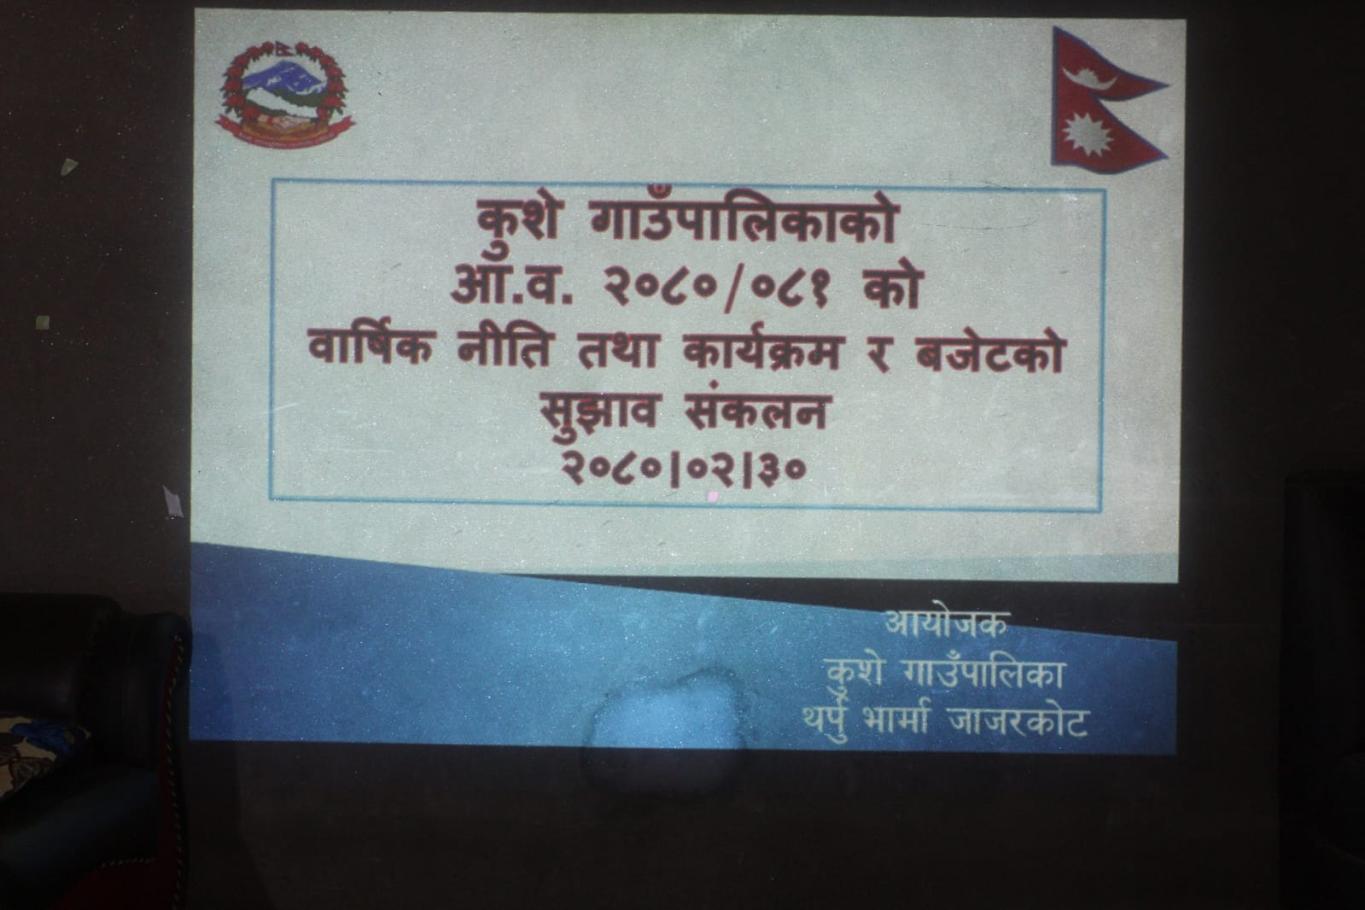 कुशे गाउँपालिकाको
आ.व. २०८०/०८१ को
वार्षिक नीति तथा कार्यक्रम र बजेटको
सुझाव संकलन
२०८०|०२|३०
आयोजक
कुशे गाउँपालिका
थर्पु भार्मा जाजरकोट